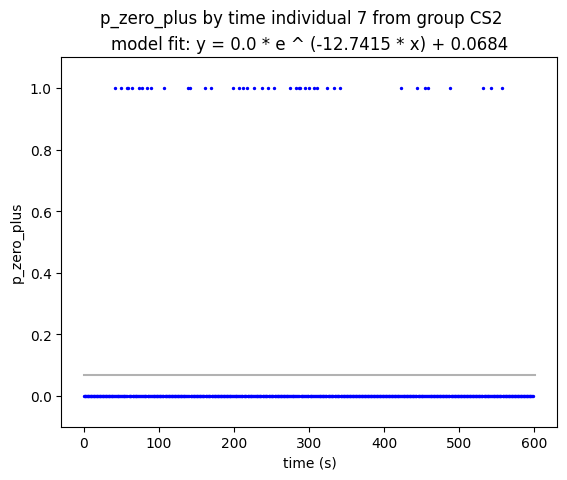 p_zero_plus by time individual 7 from group CS2
model fit: y = 0.0 * e ^ (-12.7415 * x) + 0.0684
1.0
0.8
0.6
0.4
0.2
0.0
p_zero_plus
0 100 200 300 400 500 600
time (s)